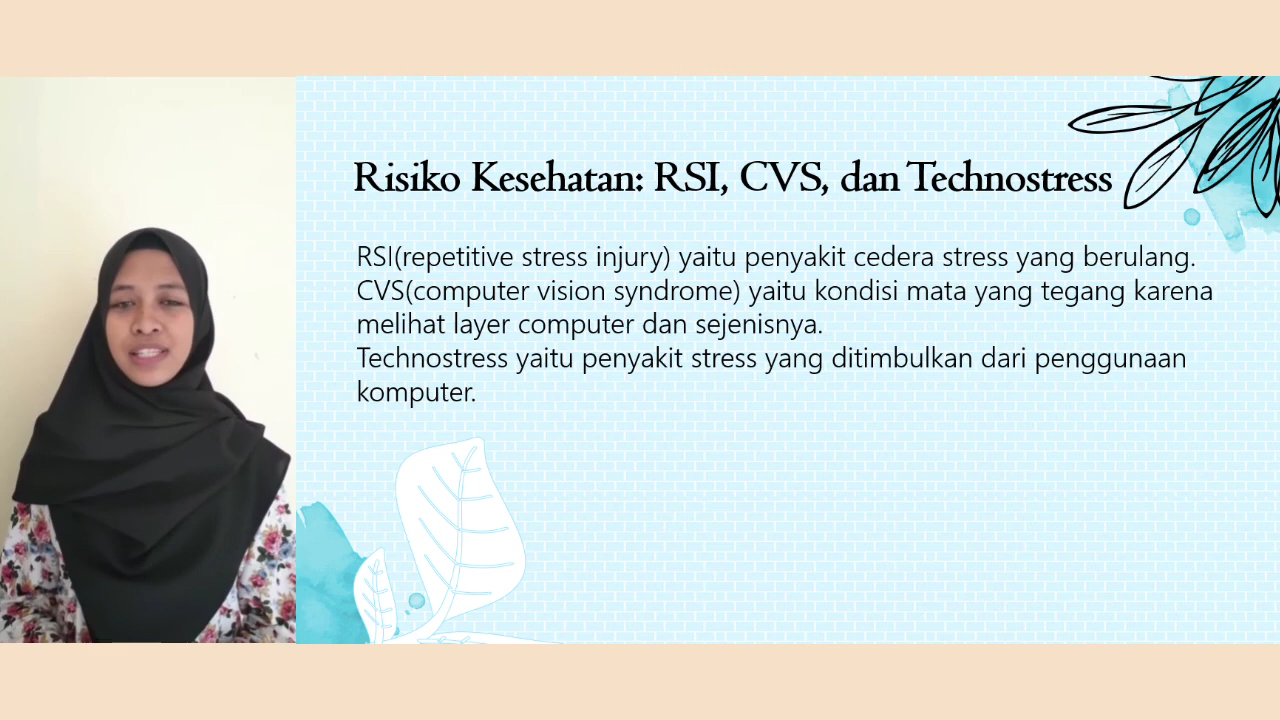 Risiko Kesehatan: RSI, CVS, dan Technostress
RSI(repetitive stress injury) yaitu penyakit cedera stress yang berulang.
CVS(computer vision syndrome) yaitu kondisi mata yang tegang karena
melihat layer computer dan sejenisnya.
Technostress yaitu penyakit stress yang ditimbulkan dari penggunaan
komputer.